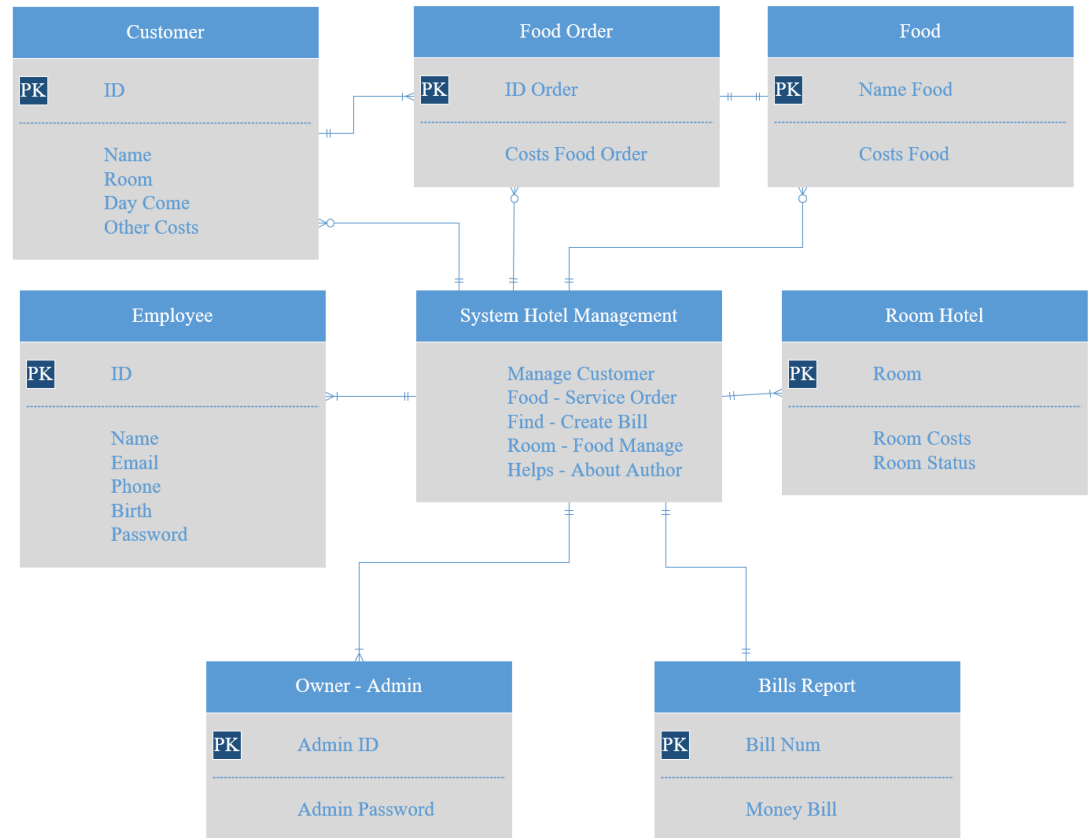 Customer
PK ID
Name
Room
Day Come
Other Costs
Food Order
PK ID Order
Costs Food Order
Food
PK Name Food
Costs Food
Employee
PK ID
Name
Email
Phone
Birth
Password
System Hotel Management
Manage Customer
Food - Service Order
Find - Create Bill
Room - Food Manage
Helps - About Author
Room Hotel
PK Room
Room Costs
Room Status
Owner - Admin
PK Admin ID
Admin Password
Bills Report
PK Bill Num
Money Bill